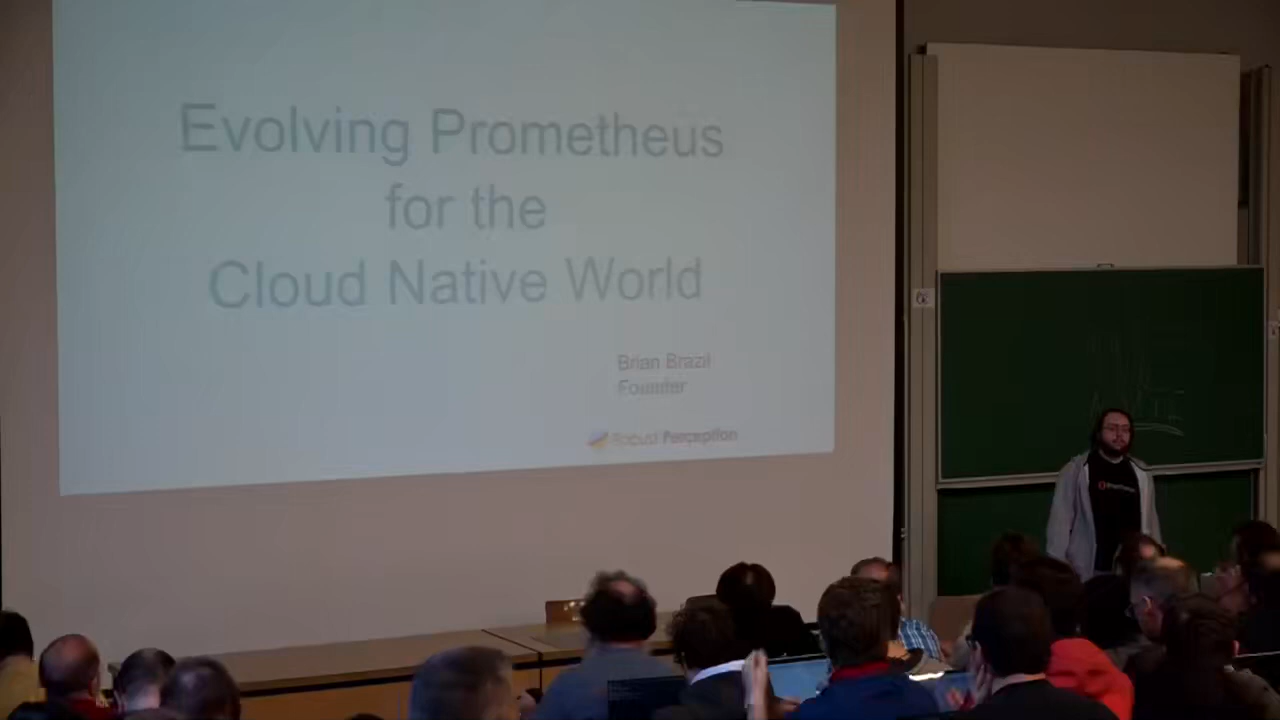 Evolving Prometheus
for the
Cloud Native World
Brian Brazil
Founder
Robust Perception